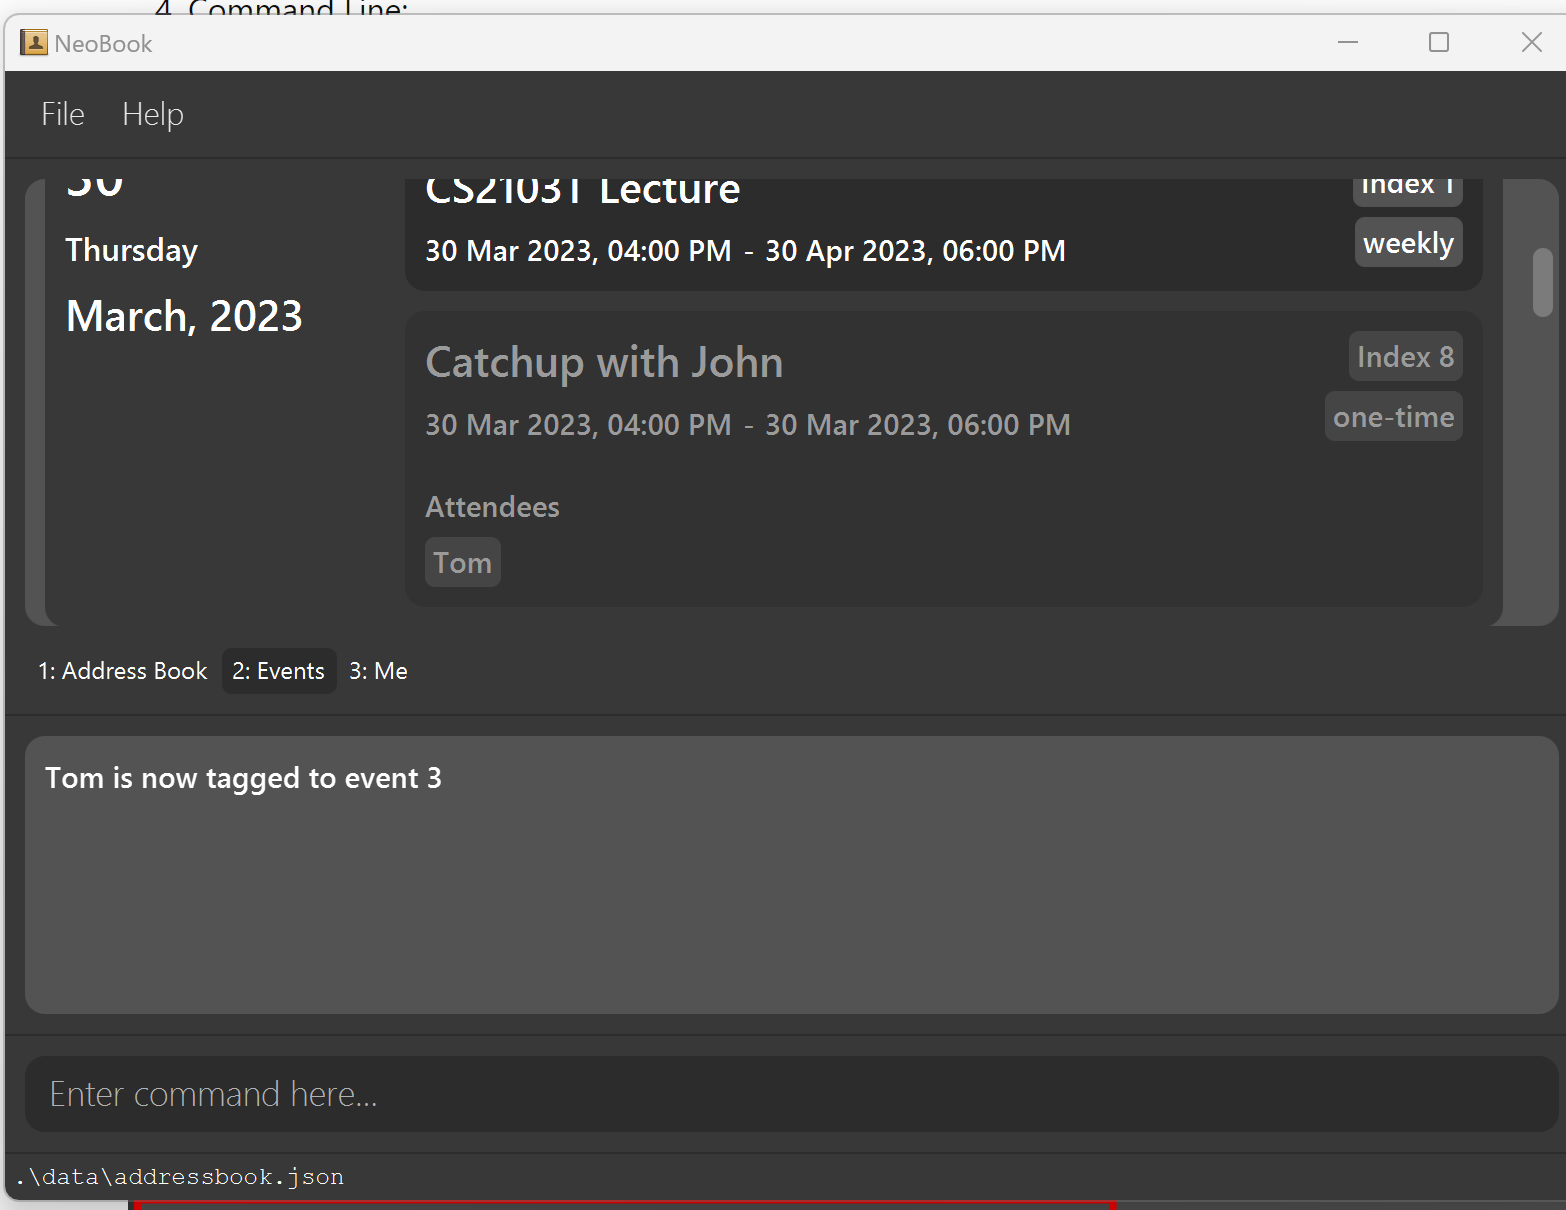 4. Command Line:
NeoBook
File Help
30
Thursday
March, 2023
CS2103T Lecture
Index 1
30 Mar 2023, 04:00 PM - 30 Apr 2023, 06:00 PM
weekly
Catchup with John
Index 8
30 Mar 2023, 04:00 PM - 30 Mar 2023, 06:00 PM
one-time
Attendees
Tom
1: Address Book 2: Events 3: Me
Tom is now tagged to event 3
Enter command here...
.\data\addressbook.json